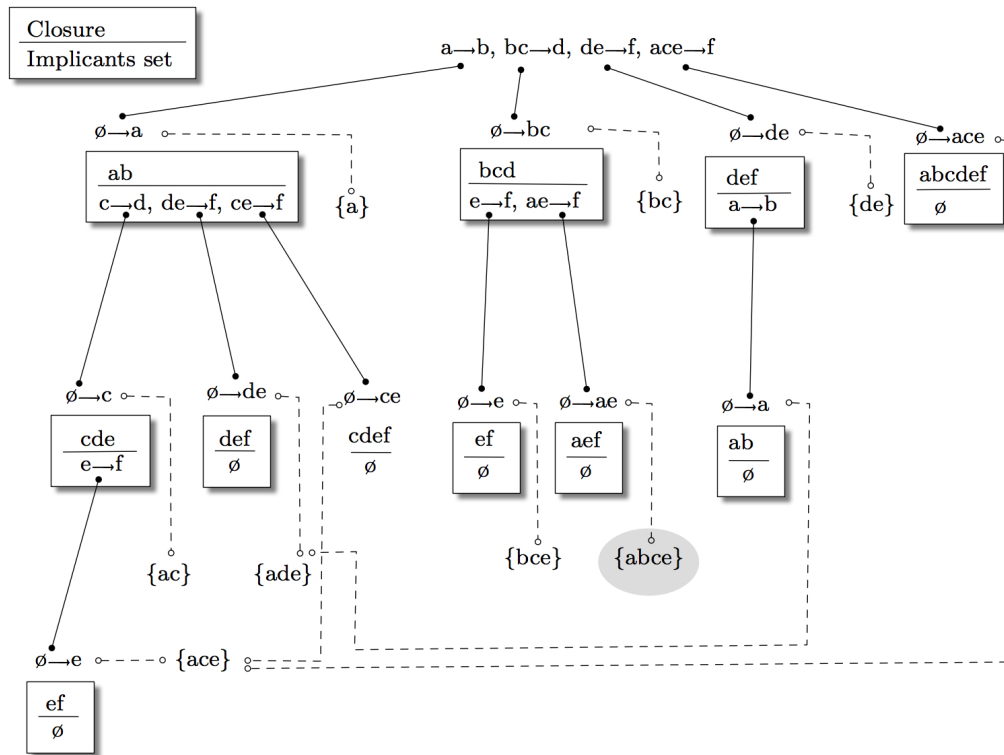 Closure
Implicants set
a→b, bc→d, de→f, ace→f
ø→a
ø→bc
ø→de
ø→ace
ab
c→d, de→f, ce→f
{a}
bcd
e→f, ae→f
{bc}
def
a→b
{de}
abcdef
ø
ø→c
ø→de
ø→ce
ø→e
ø→ae
ø→a
cde
e→f
def
ø
cdef
ø
ef
ø
aef
ø
ab
ø
{ac}
{ade}
{bce}
{abce}
ø→e
{ace}
ef
ø